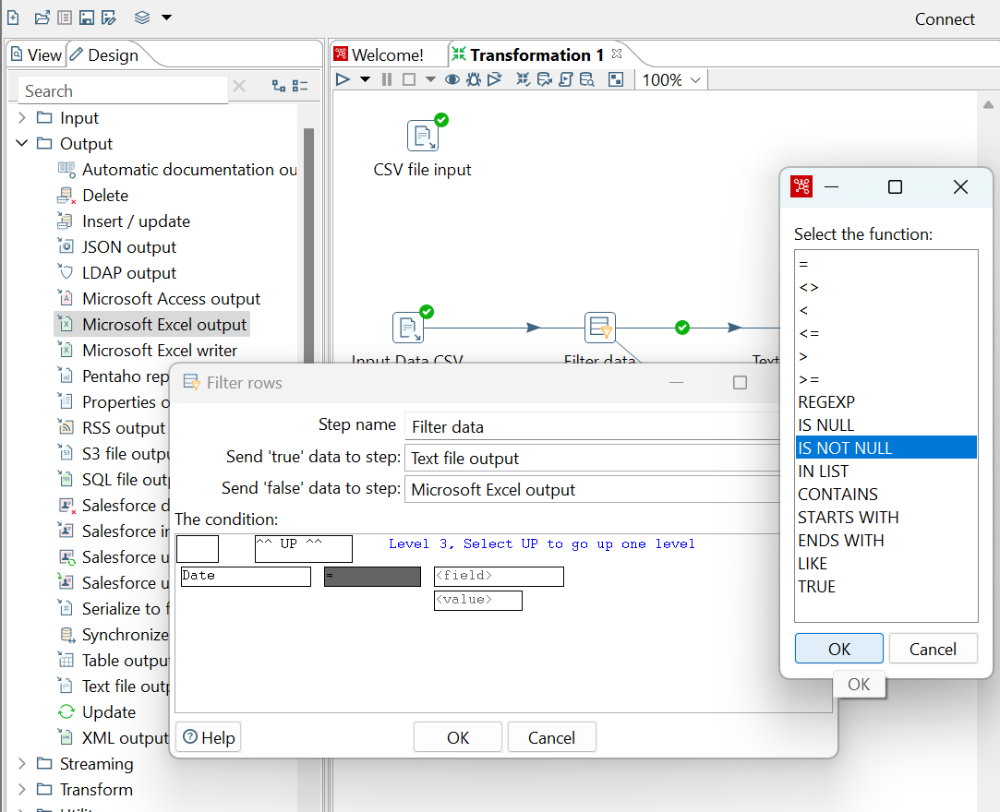 Connect
View
Design
Welcome!
Transformation 1
Search
100%
Input
Output
Automatic documentation ou
Delete
Insert / update
JSON output
LDAP output
Microsoft Access output
Microsoft Excel output
Microsoft Excel writer
Pentaho rep
Properties o
RSS output
S3 file outpu
SQL file outp
Salesforce d
Salesforce in
Salesforce u
Salesforce u
Serialize to f
Synchronize
Table output
Text file outp
Update
XML output
Streaming
Transform
CSV file input
Input Data CSV
Filter data
Text
Filter rows
Step name
Filter data
Send 'true' data to step:
Text file output
Send 'false' data to step:
Microsoft Excel output
The condition:
^^ UP ^^
Level 3, Select UP to go up one level
Date
=
<field>
<value>
Help
OK
Cancel
Select the function:
=
<>
<
<=
>
>=
REGEXP
IS NULL
IS NOT NULL
IN LIST
CONTAINS
STARTS WITH
ENDS WITH
LIKE
TRUE
OK
Cancel
OK